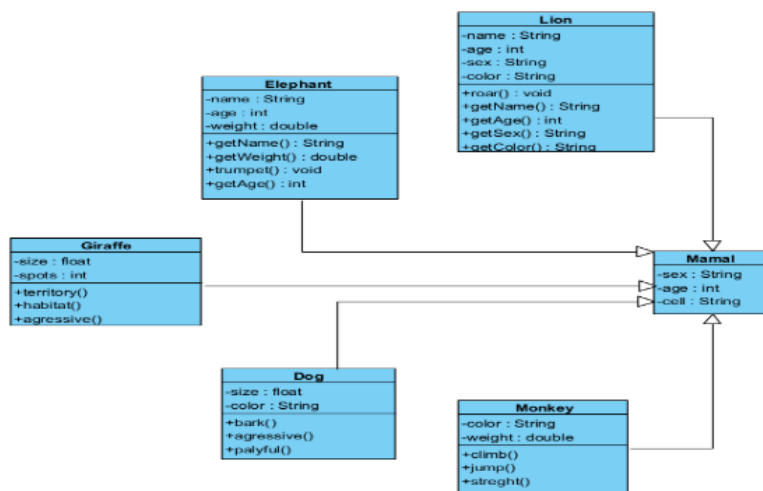 Lion
-name : String
-age : int
-sex : String
-color : String
+roar() : void
+getName() : String
+getAge() : int
+getSex() : String
+getColor() : String
Elephant
-name : String
-age : int
-weight : double
+getName() : String
+getWeight() : double
+trumpet() : void
+getAge() : int
Giraffe
-size : float
-spots : int
+territory()
+habitat()
+agressive()
Mamal
-sex : String
-age : int
-cell : String
Dog
-size : float
-color : String
+bark()
+agressive()
+palyful()
Monkey
-color : String
-weight : double
+climb()
+jump()
+streght()